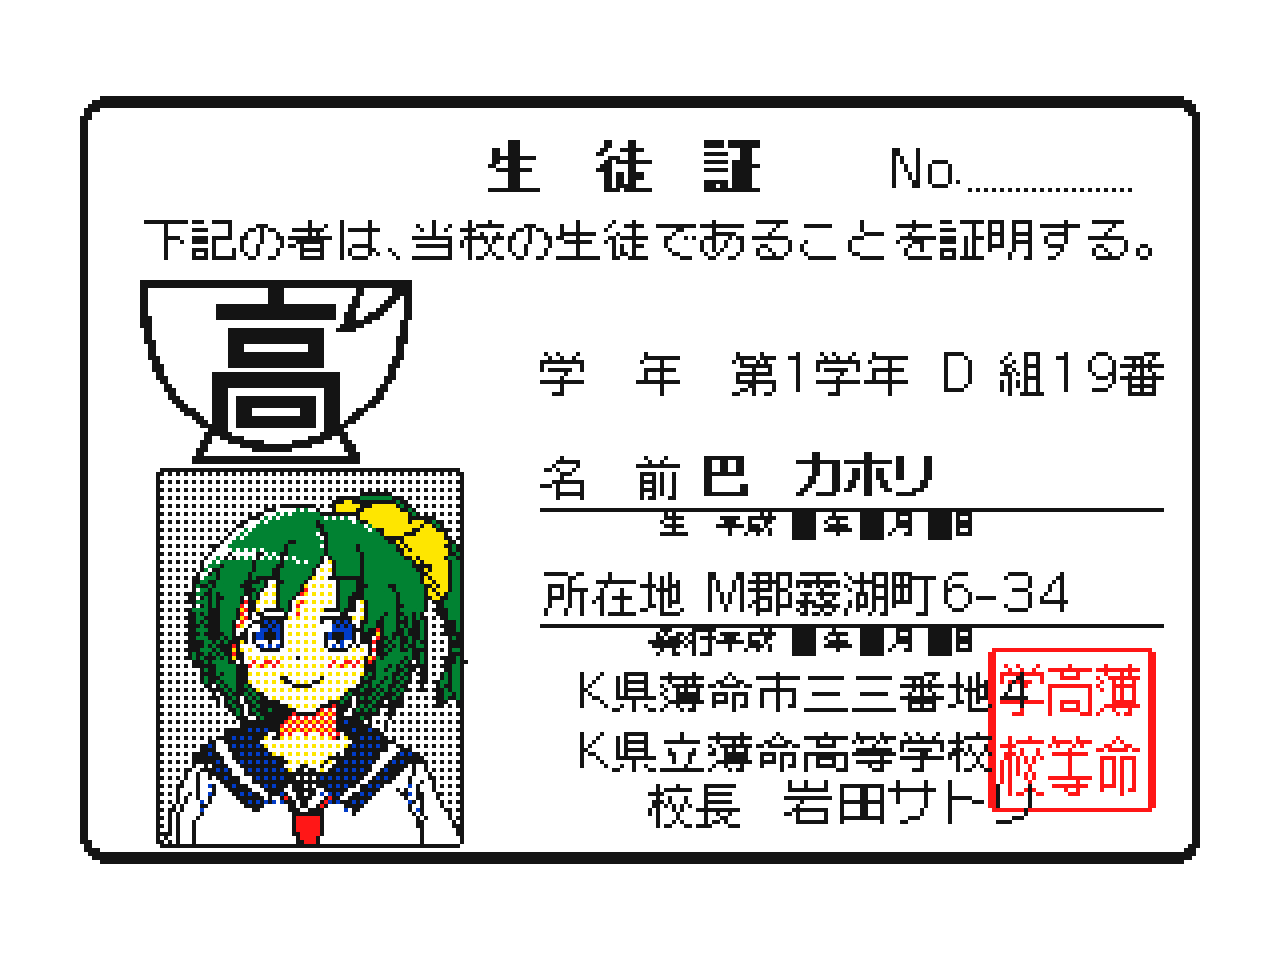 生徒証 No.
下記の者は、当校の生徒であることを証明する。
高
学 年 第1学年 D 組19番
名 前 巴 カホリ
生 平成■年■月■日
所在地 M郡霧湖町6-34
発行平成■年■月■日
K県薄命市三三番地4
K県立薄命高等学校
校長 岩田サトリ
薄命
高等
学校